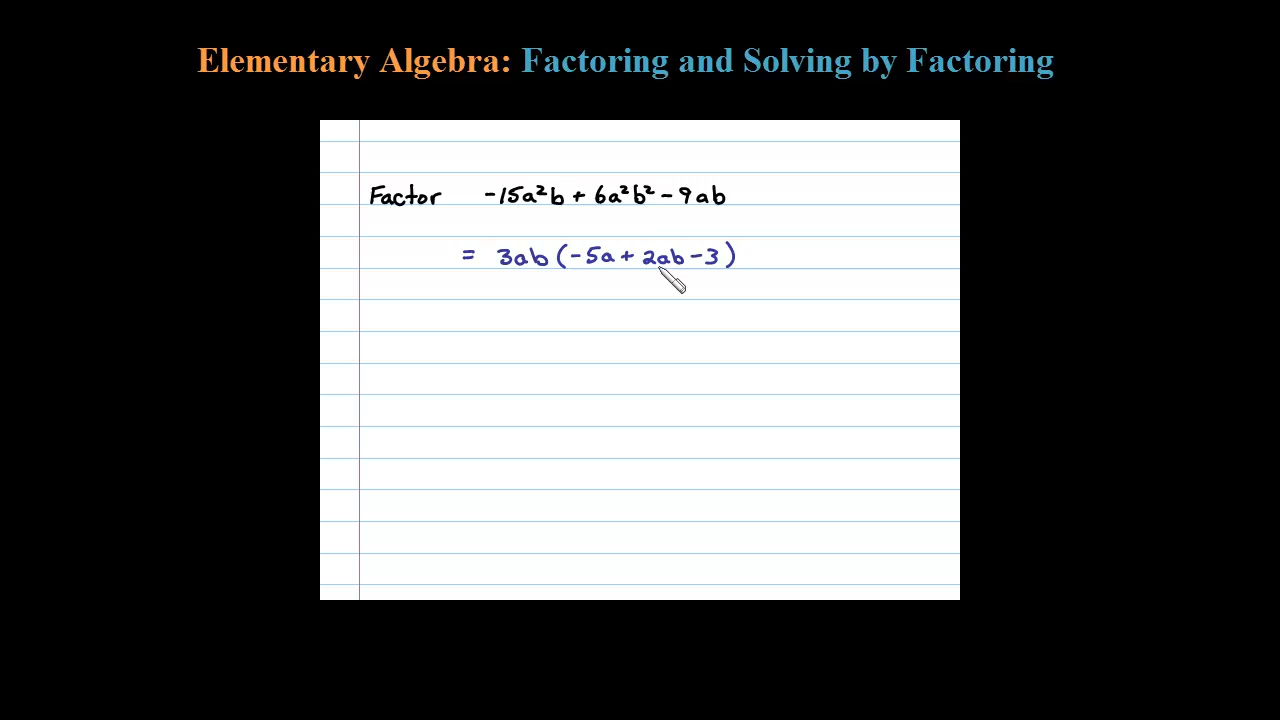 Elementary Algebra: Factoring and Solving by Factoring
Factor -15a²b + 6a²b² - 9ab
= 3ab(-5a + 2ab - 3)